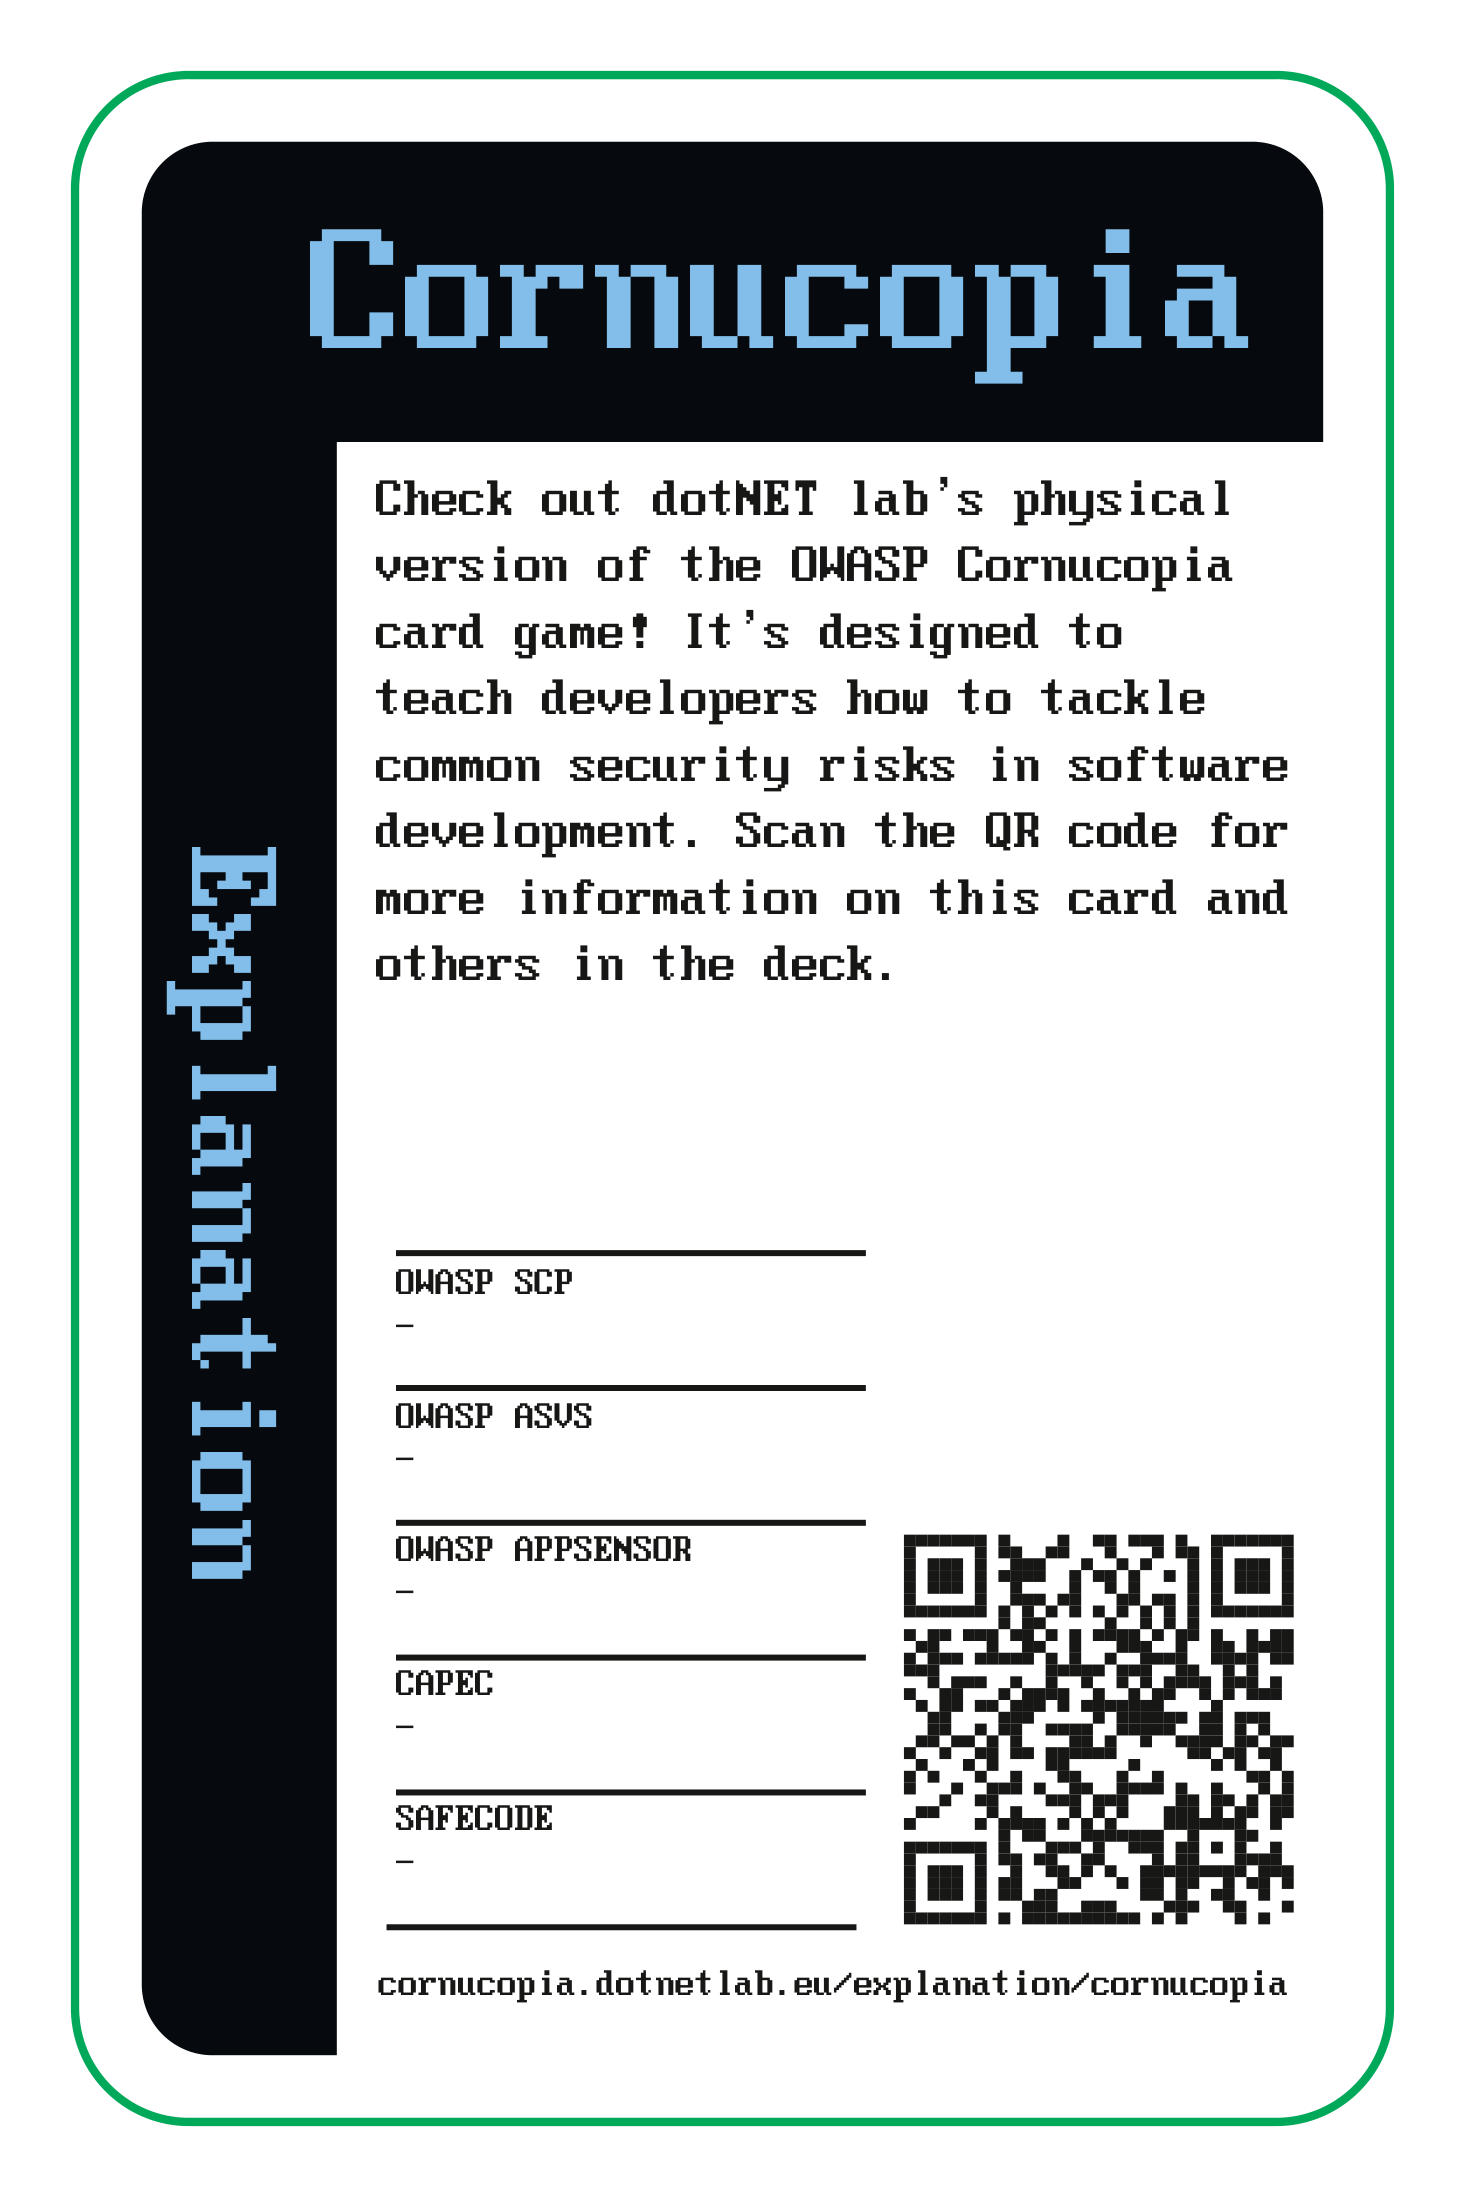 Cornucopia
Explanation
Check out dotNET lab's physical
version of the OWASP Cornucopia
card game! It's designed to
teach developers how to tackle
common security risks in software
development. Scan the QR code for
more information on this card and
others in the deck.
OWASP SCP
–
OWASP ASVS
–
OWASP APPSENSOR
–
CAPEC
–
SAFECODE
–
cornucopia.dotnetlab.eu/explanation/cornucopia